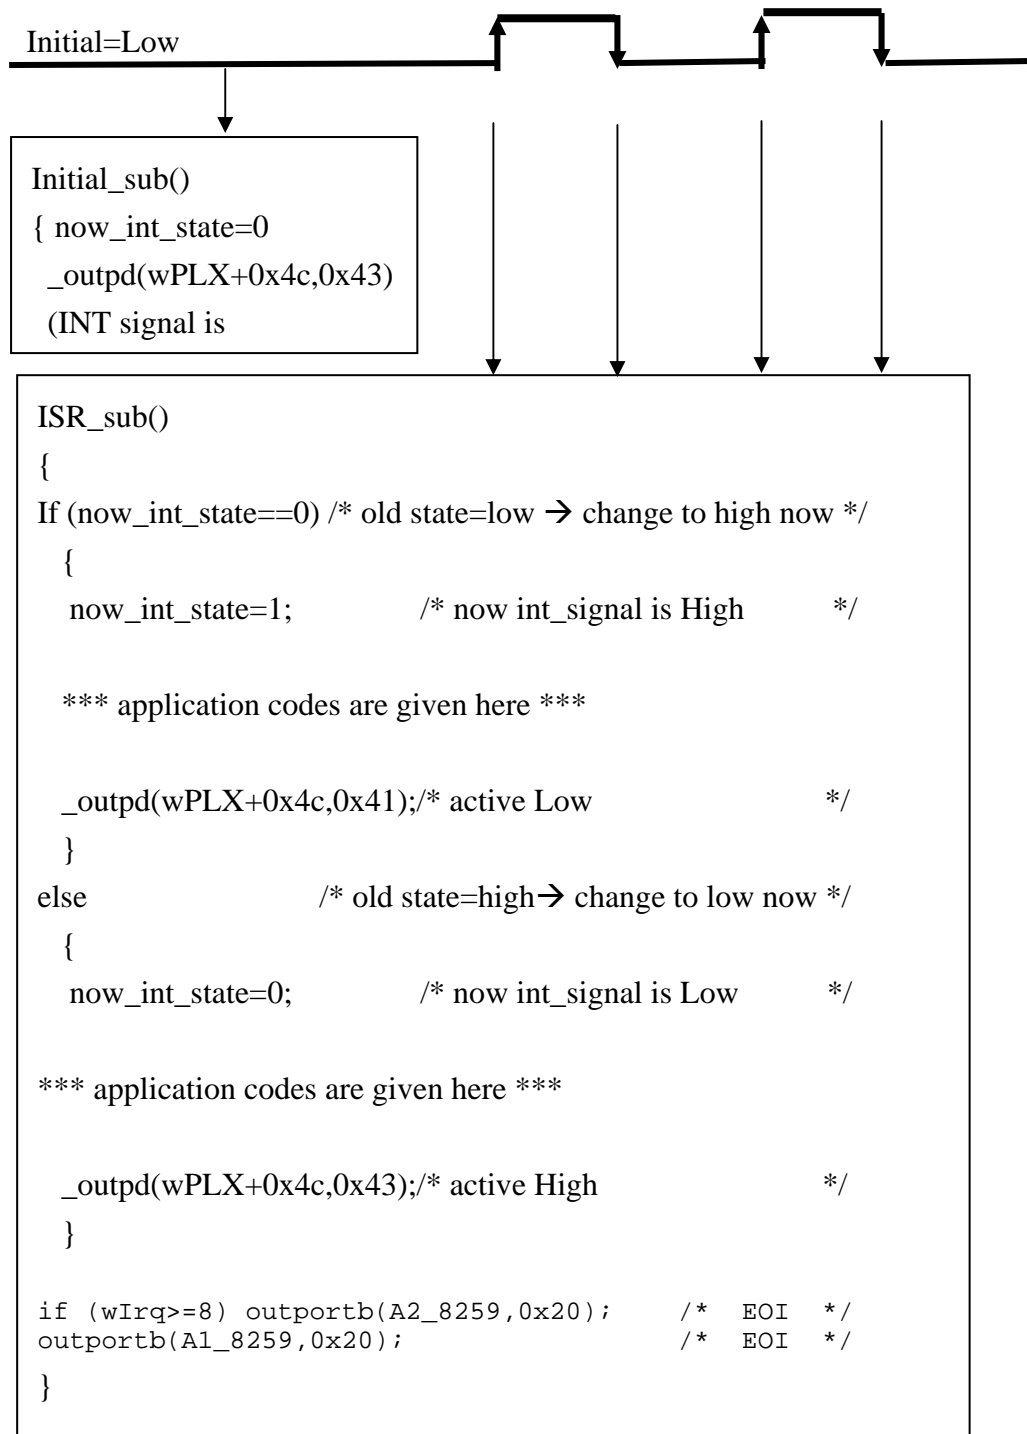 Initial=Low
Initial_sub()
{ now_int_state=0
_outpd(wPLX+0x4c,0x43)
(INT signal is
ISR_sub()
{
If (now_int_state==0) /* old state=low → change to high now */
{
now_int_state=1; /* now int_signal is High */
*** application codes are given here ***
_outpd(wPLX+0x4c,0x41);/* active Low */
}
else /* old state=high→ change to low now */
{
now_int_state=0; /* now int_signal is Low */
*** application codes are given here ***
_outpd(wPLX+0x4c,0x43);/* active High */
}
if (wIrq>=8) outportb(A2_8259,0x20); /* EOI */
outportb(A1_8259,0x20); /* EOI */
}